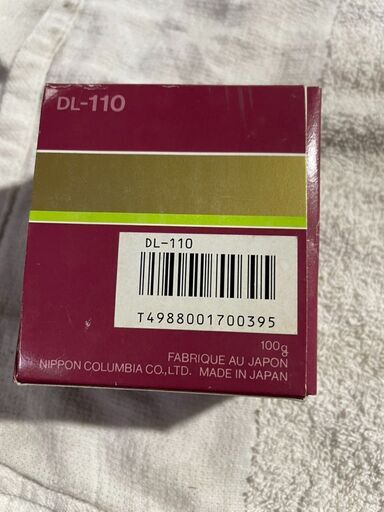 DL-110
DL-110
T4988001700395
100g
FABRIQUE AU JAPON
NIPPON COLUMBIA CO.,LTD. MADE IN JAPAN